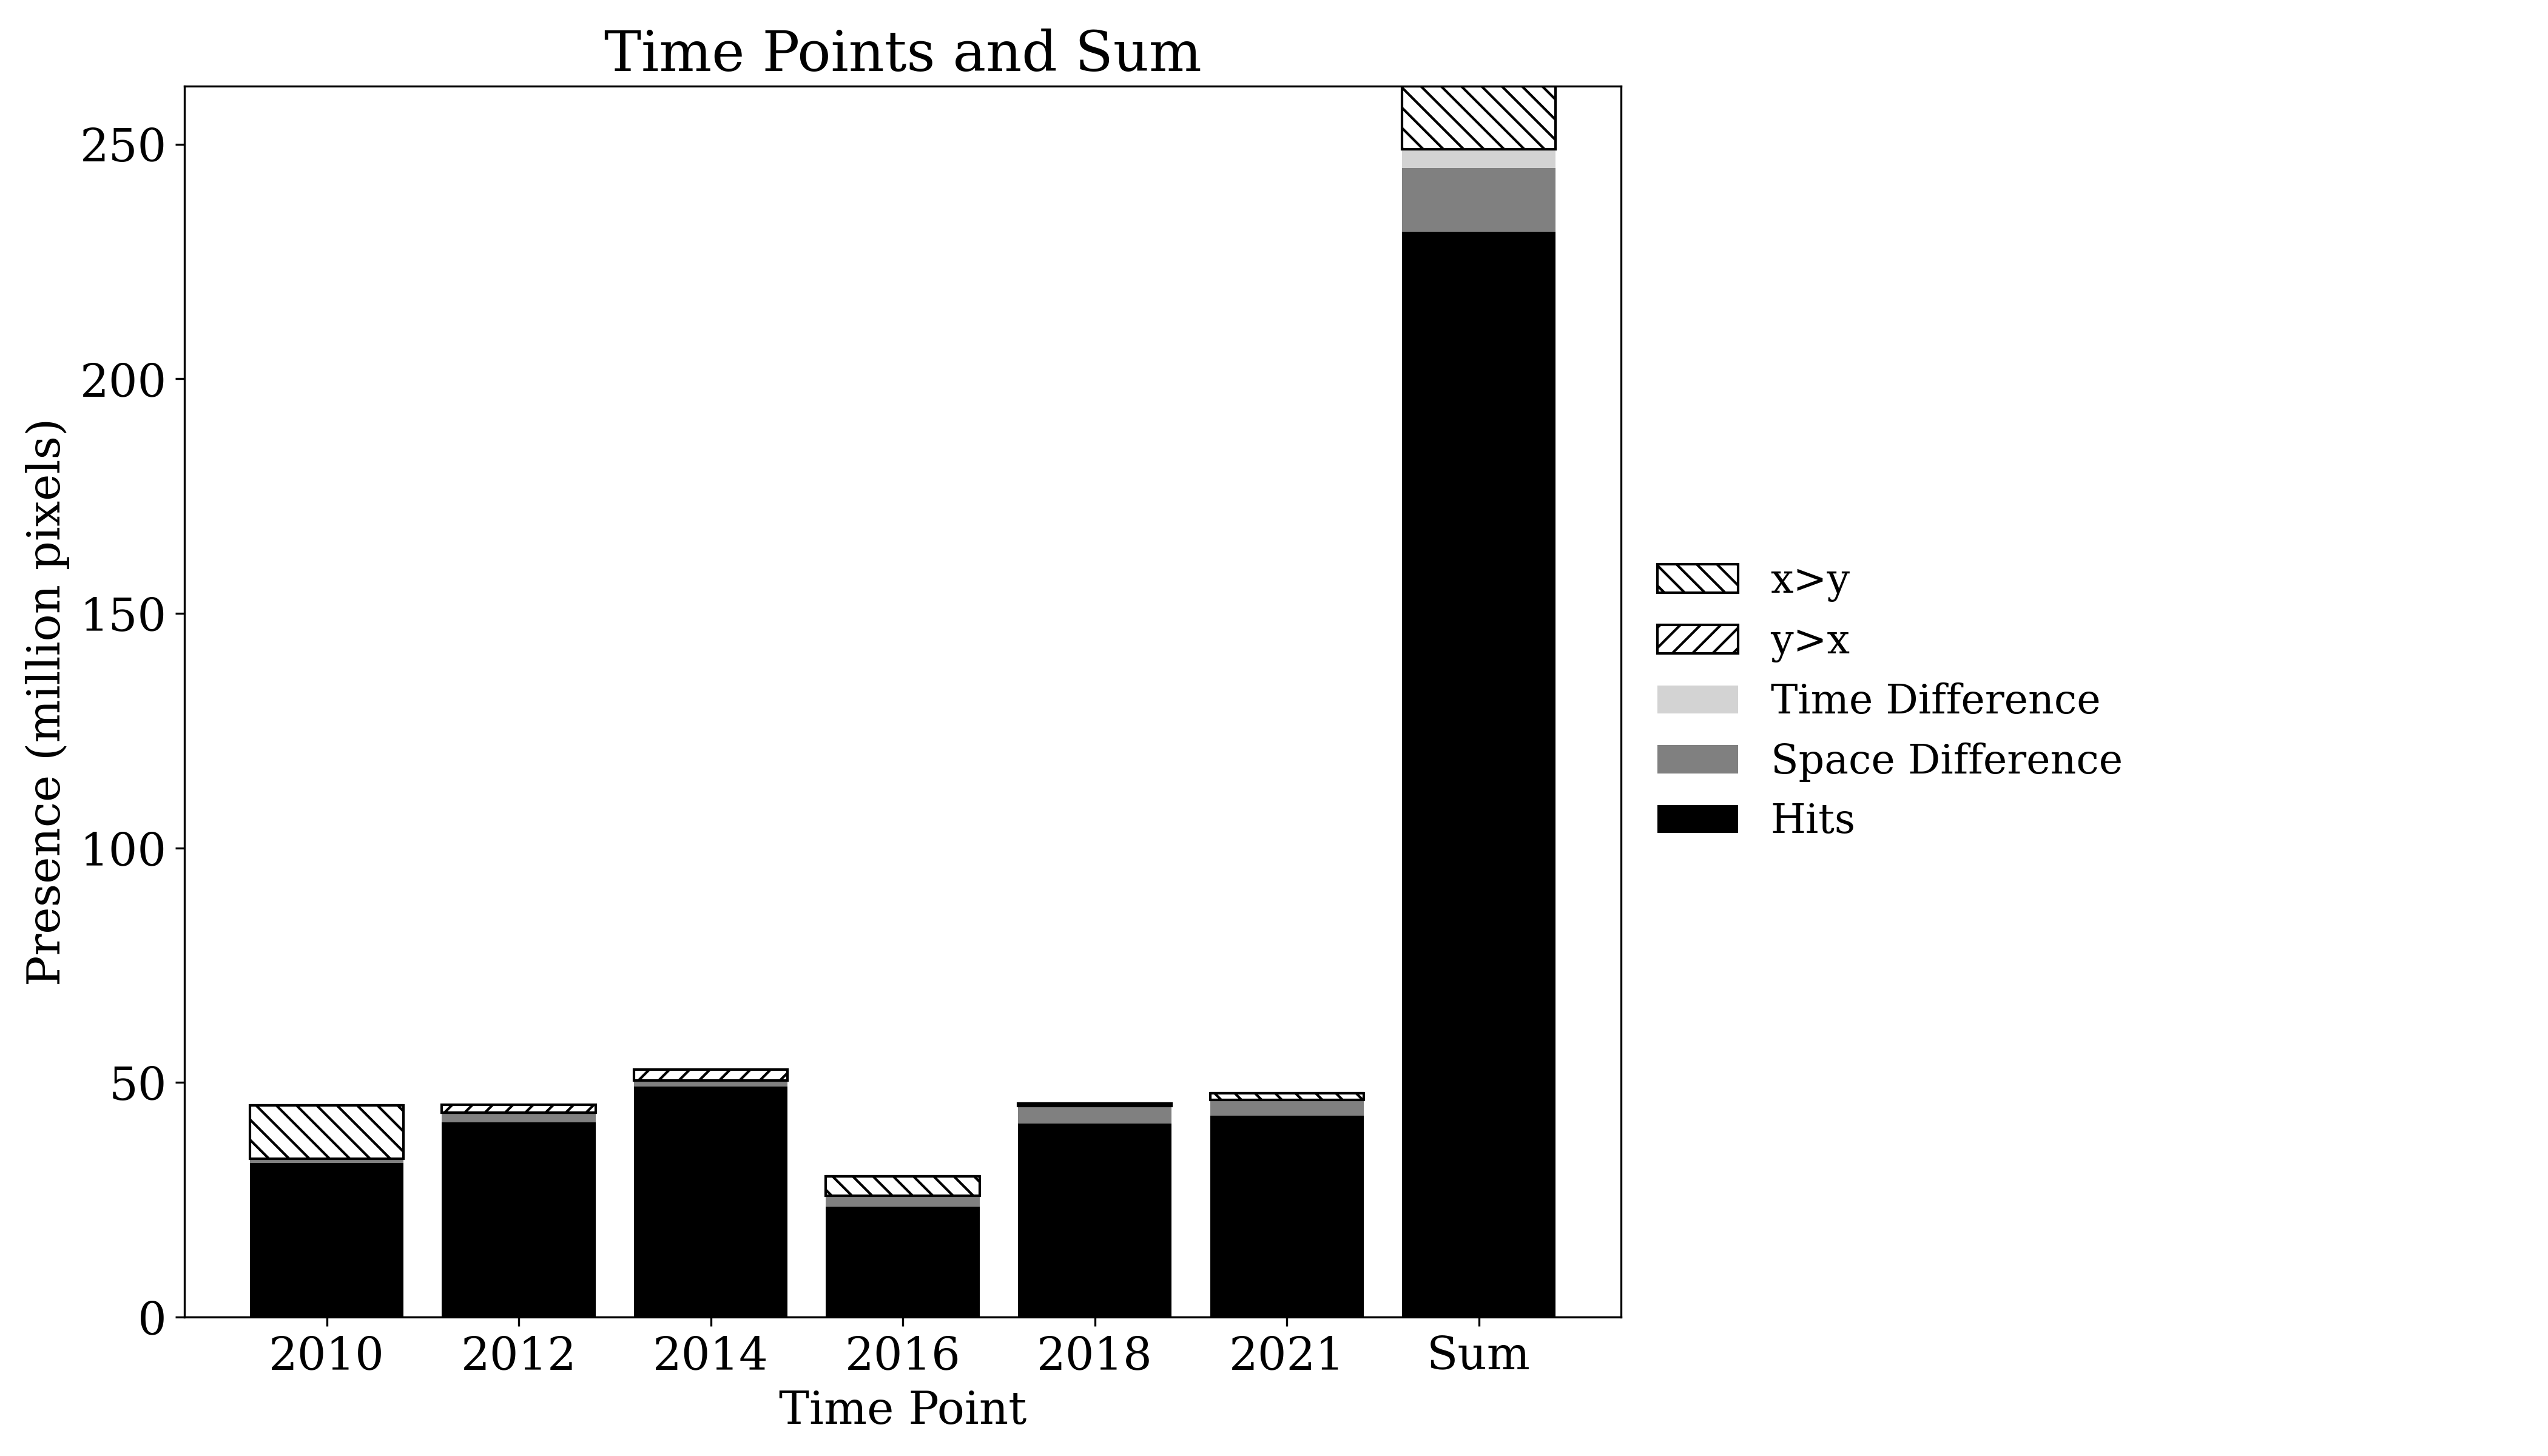 Time Points and Sum
Presence (million pixels)
250
200
150
100
50
0
2010 2012 2014 2016 2018 2021 Sum
Time Point
x>y
y>x
Time Difference
Space Difference
Hits